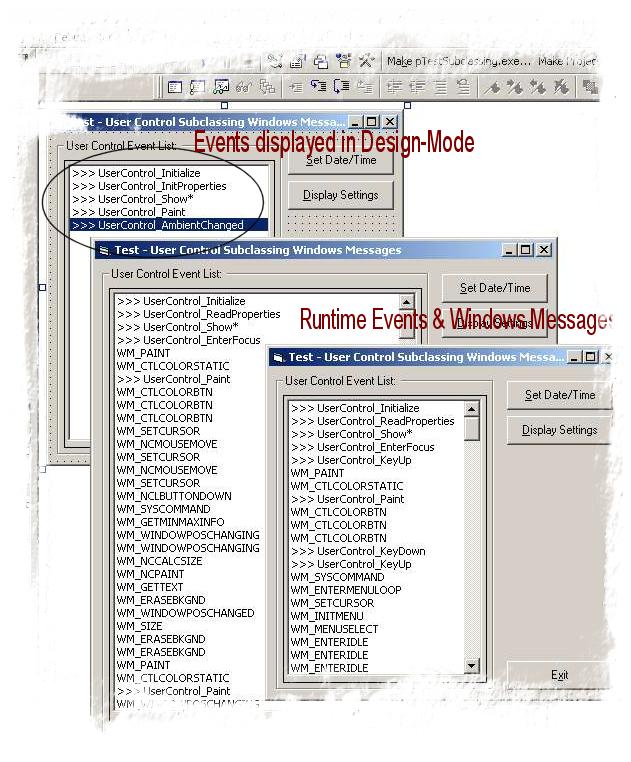 Make pTestSubclassing.exe... Make Projec
Test - User Control Subclassing Windows Messa...
User Control Event List:
Events displayed in Design-Mode
>>> UserControl_Initialize
>>> UserControl_InitProperties
>>> UserControl_Show*
>>> UserControl_Paint
>>> UserControl_AmbientChanged
Set Date/Time
Display Settings
Test - User Control Subclassing Windows Messages
User Control Event List:
>>> UserControl_Initialize
>>> UserControl_ReadProperties
>>> UserControl_Show*
>>> UserControl_EnterFocus
WM_PAINT
WM_CTLCOLORSTATIC
>>> UserControl_Paint
WM_CTLCOLORBTN
WM_CTLCOLORBTN
WM_CTLCOLORBTN
WM_SETCURSOR
WM_NCMOUSEMOVE
WM_SETCURSOR
WM_NCMOUSEMOVE
WM_SETCURSOR
WM_NCLBUTTONDOWN
WM_SYSCOMMAND
WM_GETMINMAXINFO
WM_WINDOWPOSCHANGING
WM_WINDOWPOSCHANGING
WM_NCCALCSIZE
WM_NCPAINT
WM_GETTEXT
WM_ERASEBKGND
WM_WINDOWPOSCHANGED
WM_SIZE
WM_ERASEBKGND
WM_ERASEBKGND
WM_PAINT
WM_CTLCOLORSTATIC
>>> UserControl_Paint
WM_WINDOWPOSCHANGING
Set Date/Time
Display Settings
Runtime Events & Windows Messages
Test - User Control Subclassing Windows Messa...
User Control Event List:
>>> UserControl_Initialize
>>> UserControl_ReadProperties
>>> UserControl_Show*
>>> UserControl_EnterFocus
>>> UserControl_KeyUp
WM_PAINT
WM_CTLCOLORSTATIC
>>> UserControl_Paint
WM_CTLCOLORBTN
WM_CTLCOLORBTN
WM_CTLCOLORBTN
>>> UserControl_KeyDown
>>> UserControl_KeyUp
WM_SYSCOMMAND
WM_ENTERMENULOOP
WM_SETCURSOR
WM_INITMENU
WM_MENUSELECT
WM_ENTERIDLE
WM_ENTERIDLE
WM_ENTERIDLE
Set Date/Time
Display Settings
Exit